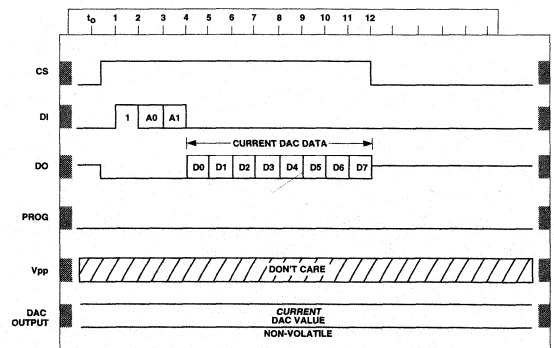 to 1 2 3 4 5 6 7 8 9 10 11 12
CS
DI 1 A0 A1
CURRENT DAC DATA
DO D0 D1 D2 D3 D4 D5 D6 D7
PROG
Vpp DON'T CARE
DAC OUTPUT
CURRENT
DAC VALUE
NON-VOLATILE